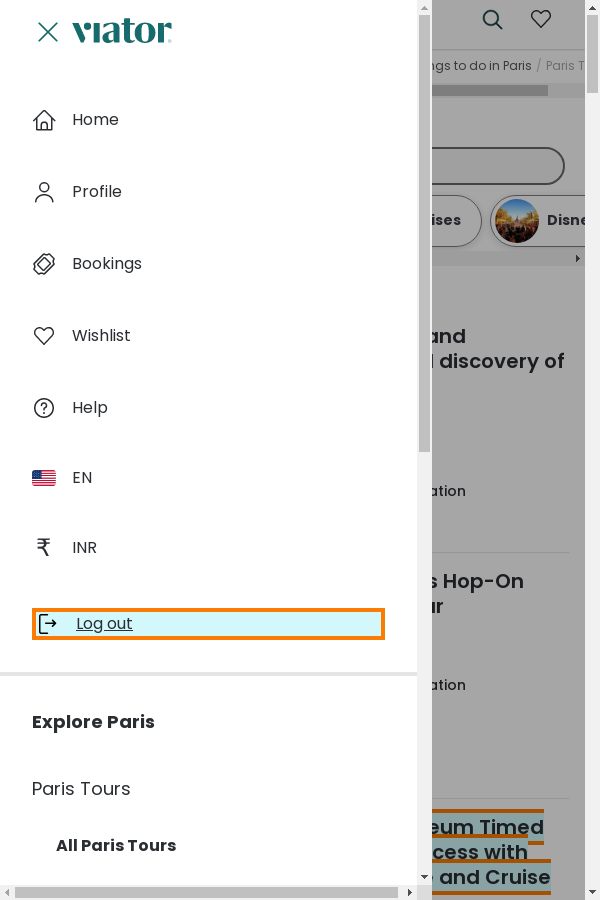 viator
Home
Profile
Bookings
Wishlist
Help
EN
₹ INR
Log out
Explore Paris
Paris Tours
All Paris Tours
ngs to do in Paris / Paris T
ises
Disne
and
discovery of
ation
s Hop-On
ur
ation
eum Timed
cess with
and Cruise